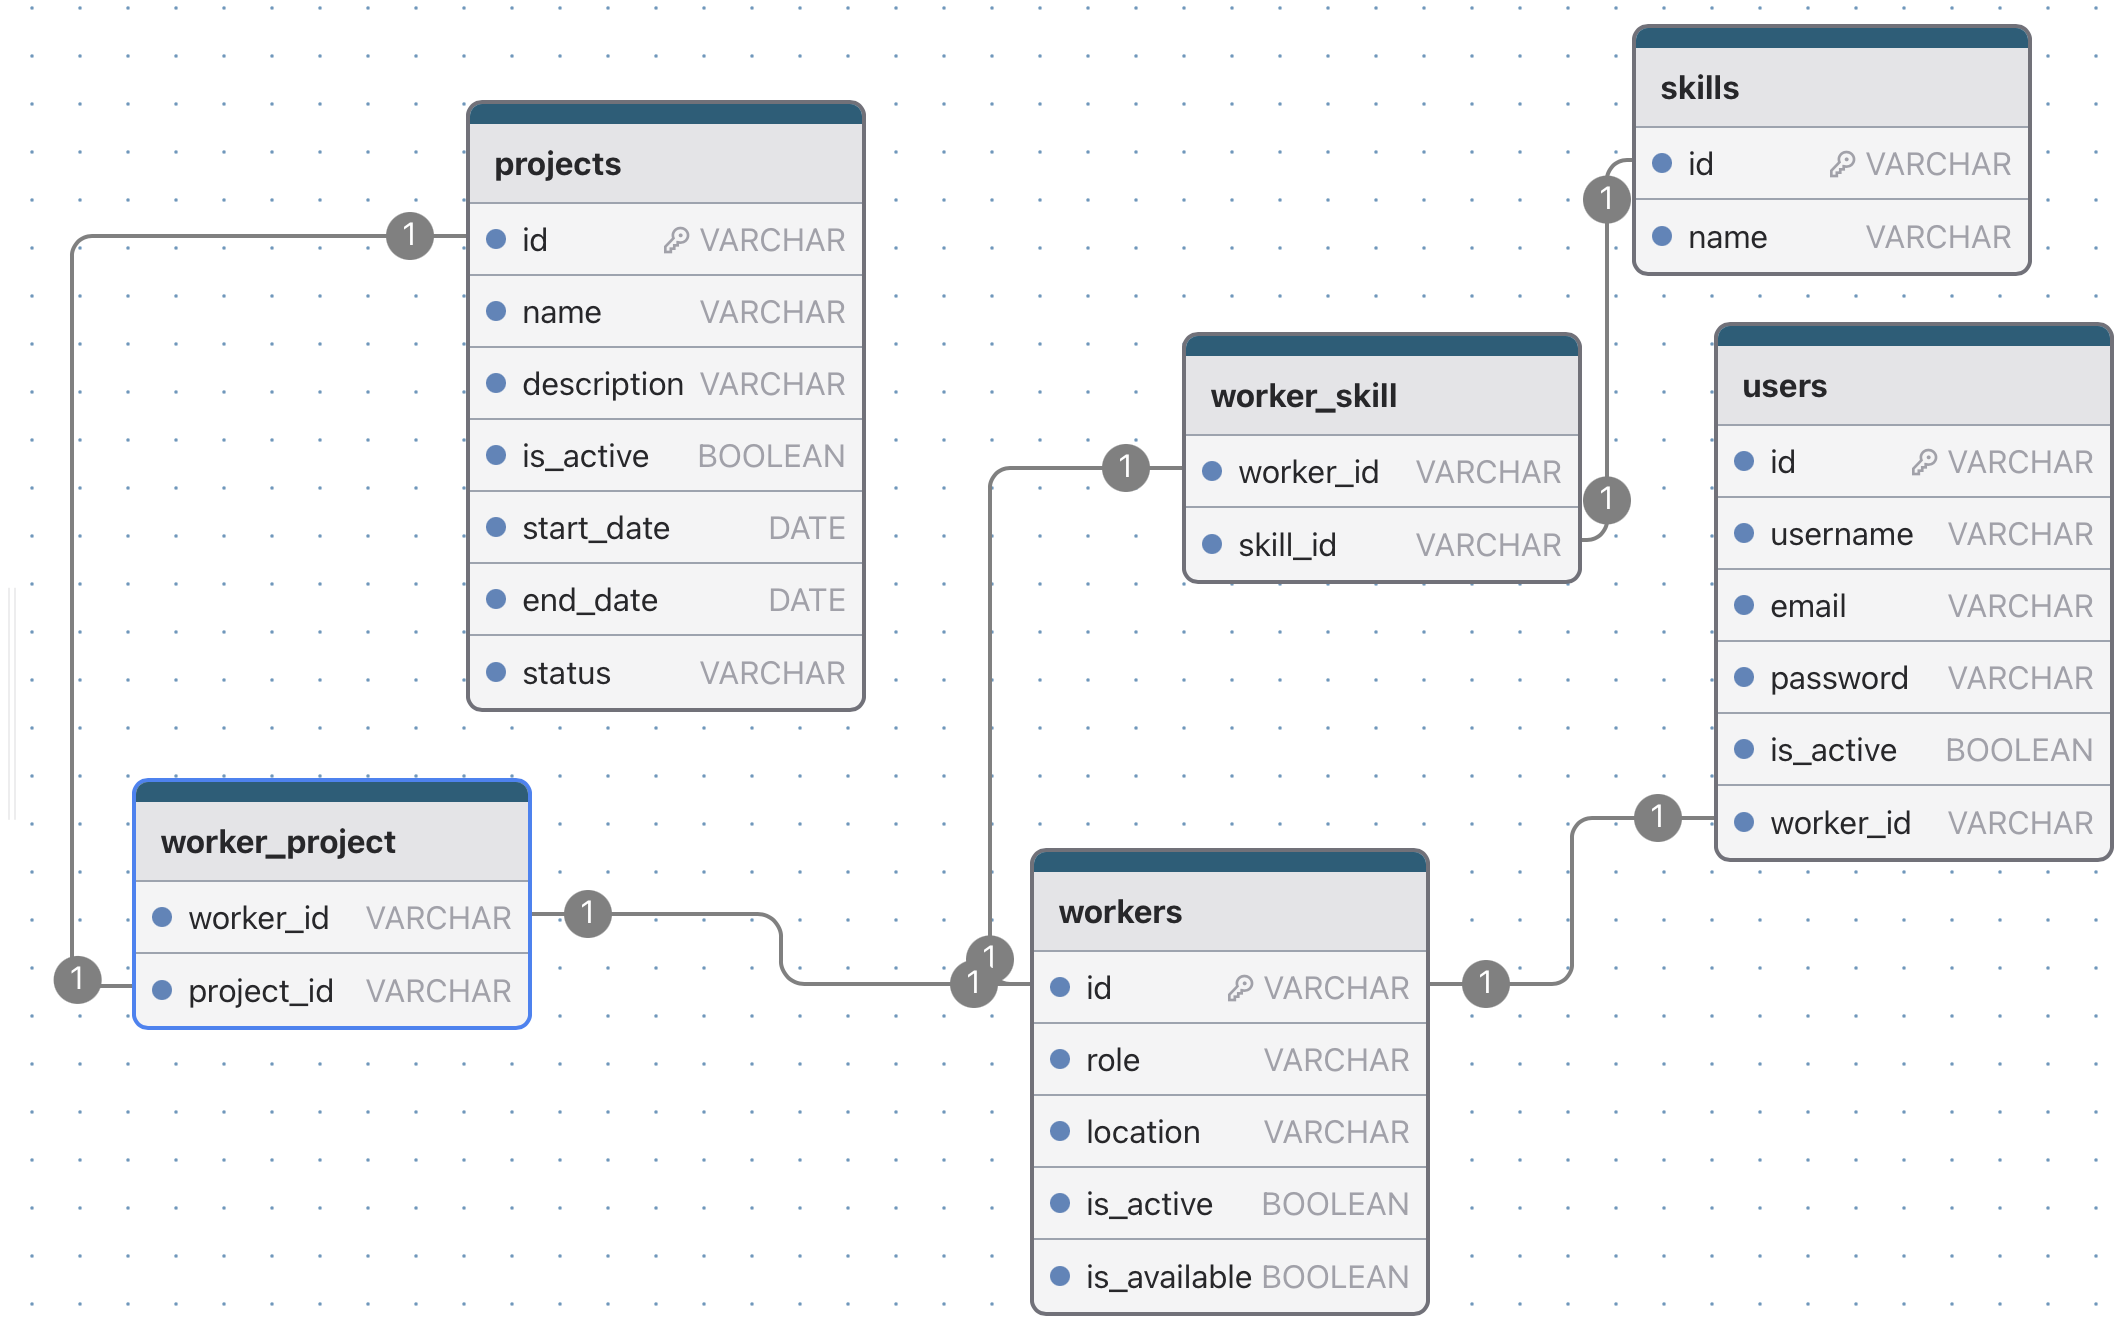 projects
id VARCHAR
name VARCHAR
description VARCHAR
is_active BOOLEAN
start_date DATE
end_date DATE
status VARCHAR
skills
id VARCHAR
name VARCHAR
worker_skill
worker_id VARCHAR
skill_id VARCHAR
users
id VARCHAR
username VARCHAR
email VARCHAR
password VARCHAR
is_active BOOLEAN
worker_id VARCHAR
worker_project
worker_id VARCHAR
project_id VARCHAR
workers
id VARCHAR
role VARCHAR
location VARCHAR
is_active BOOLEAN
is_available BOOLEAN
1
1
1
1
1
1
1
1
1
1